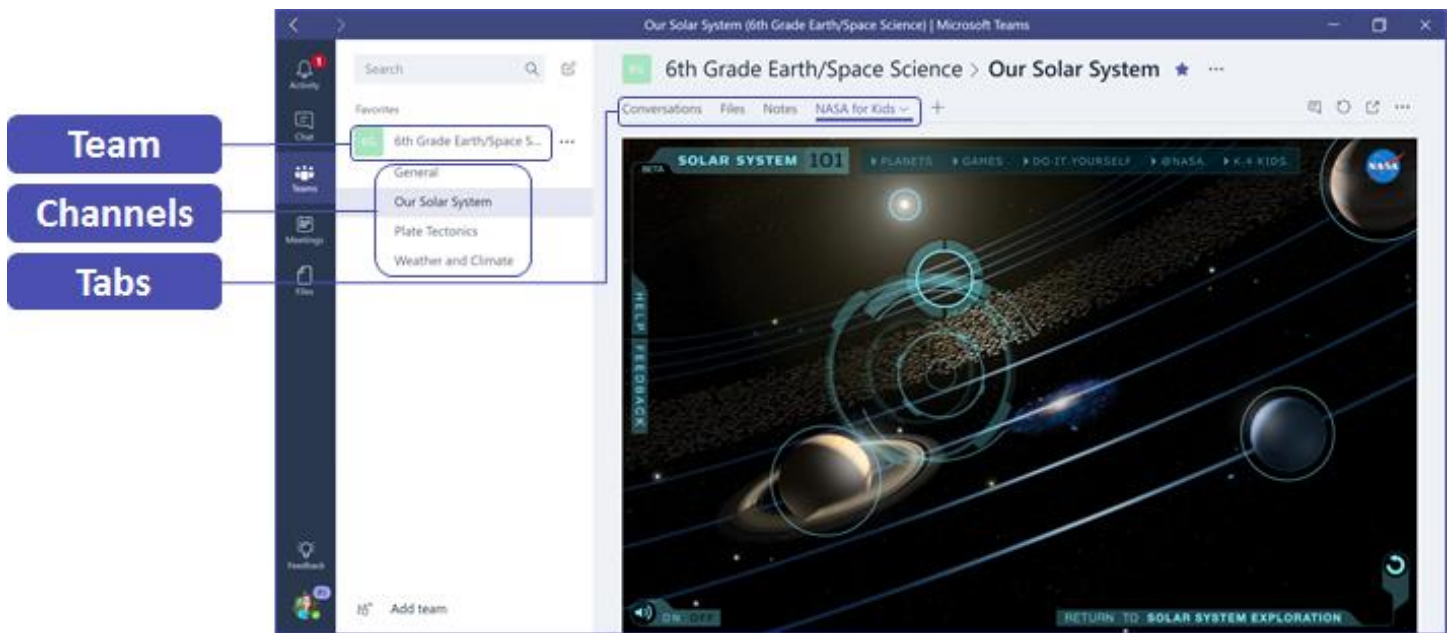 Our Solar System (6th Grade Earth/Space Science) | Microsoft Teams
Team
Channels
Tabs
1
Activity
Chat
Teams
Meetings
Files
Feedback
Search
Favorites
6th Grade Earth/Space S...
General
Our Solar System
Plate Tectonics
Weather and Climate
Add team
6th Grade Earth/Space Science > Our Solar System
Conversations Files Notes NASA for Kids
BETA SOLAR SYSTEM 101 PLANETS GAMES DO-IT-YOURSELF @NASA K-4 KIDS
NASA
HELP FEEDBACK
ON OFF
RETURN TO SOLAR SYSTEM EXPLORATION